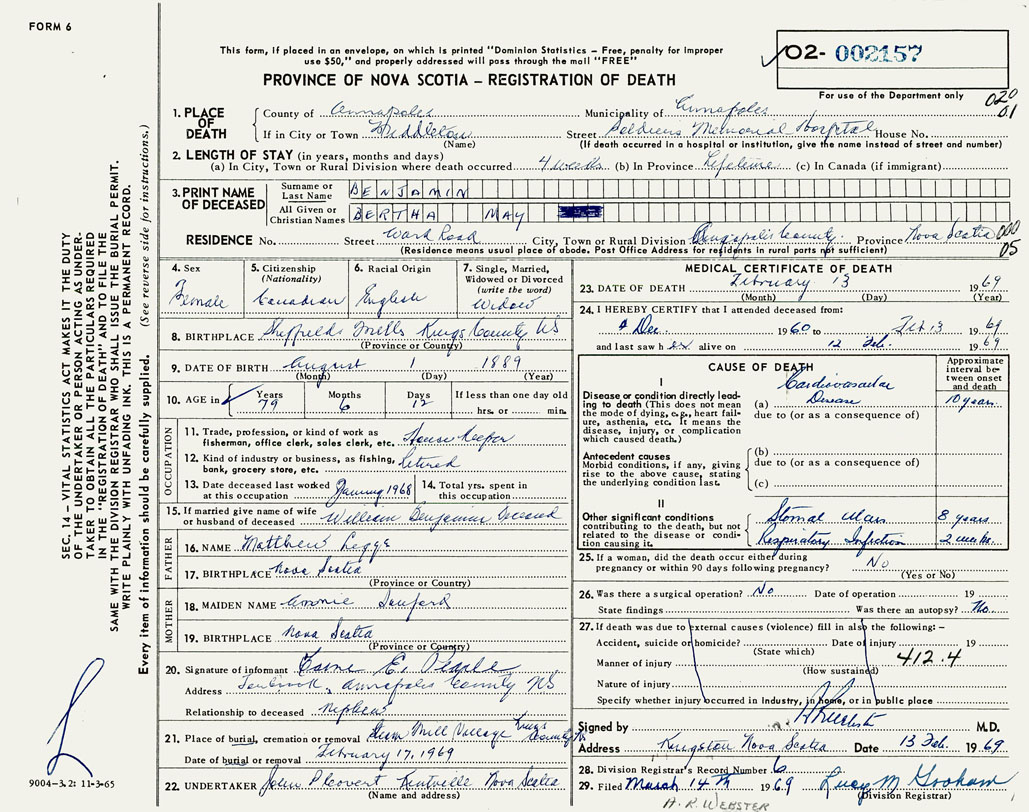 FORM 6
This form, if placed in an envelope, on which is printed "Dominion Statistics – Free, penalty for improper
use $50," and properly addressed will pass through the mail "FREE"
PROVINCE OF NOVA SCOTIA – REGISTRATION OF DEATH
02- 002157
For use of the Department only
020
01
1. PLACE OF DEATH
County of Annapolis Municipality of Annapolis
If in City or Town Middleton Street Soldiers Memorial Hospital House No.
(Name) (If death occurred in a hospital or institution, give the name instead of street and number)
2. LENGTH OF STAY (in years, months and days)
(a) In City, Town or Rural Division where death occurred 4 weeks (b) In Province Lifetime (c) In Canada (if immigrant)
3. PRINT NAME OF DECEASED
Surname or Last Name BENJAMIN
All Given or Christian Names BERTHA MAY
RESIDENCE No. Street Ward Road City, Town or Rural Division Annapolis County Province Nova Scotia
000
05
(Residence means usual place of abode. Post Office Address for residents in rural parts not sufficient)
4. Sex
Female
5. Citizenship
(Nationality)
Canadian
6. Racial Origin
English
7. Single, Married,
Widowed or Divorced
(write the word)
Widow
8. BIRTHPLACE Sheffields Mills Kings County NS
(Province or Country)
9. DATE OF BIRTH August 1 1889
(Month) (Day) (Year)
10. AGE in Years Months Days If less than one day old
79 6 12 hrs. or min.
OCCUPATION
11. Trade, profession, or kind of work as
fisherman, office clerk, sales clerk, etc. House Keeper
12. Kind of industry or business, as fishing,
bank, grocery store, etc. retired
13. Date deceased last worked
at this occupation January 1968
14. Total yrs. spent in
this occupation
15. If married give name of wife
or husband of deceased William Benjamin deceased
FATHER
16. NAME Matthew Legge
17. BIRTHPLACE Nova Scotia
(Province or Country)
MOTHER
18. MAIDEN NAME Annie Sanford
19. BIRTHPLACE Nova Scotia
(Province or Country)
20. Signature of informant E.
Address Annapolis County NS
Relationship to deceased Nephew
21. Place of burial, cremation or removal Steam Mill Village Kings County NS
Date of burial or removal February 17, 1969
22. UNDERTAKER John Kentville Nova Scotia
(Name and address)
MEDICAL CERTIFICATE OF DEATH
23. DATE OF DEATH February 13 1969
(Month) (Day) (Year)
24. I HEREBY CERTIFY that I attended deceased from:
Dec. 1960 to Feb 13 1969
and last saw her alive on 12 Feb. 1969
CAUSE OF DEATH
Approximate
interval be-
tween onset
and death
I
Disease or condition directly lead-
ing to death (This does not mean
the mode of dying, e.g., heart fail-
ure, asthenia, etc. It means the
disease, injury, or complication
which caused death.)
Cardiovascular
(a) Disease 10 years
due to (or as a consequence of)
Antecedent causes
Morbid conditions, if any, giving
rise to the above cause, stating
the underlying condition last.
(b)
due to (or as a consequence of)
(c)
II
Other significant conditions
contributing to the death, but not
related to the disease or condi-
tion causing it.
8 years
Respiratory Infection 2 weeks
25. If a woman, did the death occur either during
pregnancy or within 90 days following pregnancy? No
(Yes or No)
26. Was there a surgical operation? No Date of operation 19
State findings Was there an autopsy? No
27. If death was due to external causes (violence) fill in also the following:–
Accident, suicide or homicide? Date of injury 19
(State which)
Manner of injury 412.4
(How sustained)
Nature of injury
Specify whether injury occurred in Industry, in home, or in public place
Signed by M.D.
Address Kingston Nova Scotia Date 13 Feb. 1969
28. Division Registrar's Record Number 6
29. Filed March 14th 1969 Lucy M
(Division Registrar)
H.R. WEBSTER
SEC. 14 – VITAL STATISTICS ACT MAKES IT THE DUTY
OF THE UNDERTAKER OR PERSON ACTING AS UNDER-
TAKER TO OBTAIN ALL THE PARTICULARS REQUIRED
IN THE "REGISTRATION OF DEATH" AND TO FILE THE
SAME WITH THE DIVISION REGISTRAR WHO SHALL ISSUE THE BURIAL PERMIT.
WRITE PLAINLY WITH UNFADING INK. THIS IS A PERMANENT RECORD.
Every item of information should be carefully supplied. (See reverse side for instructions.)
9004-3.2: 11-3-65